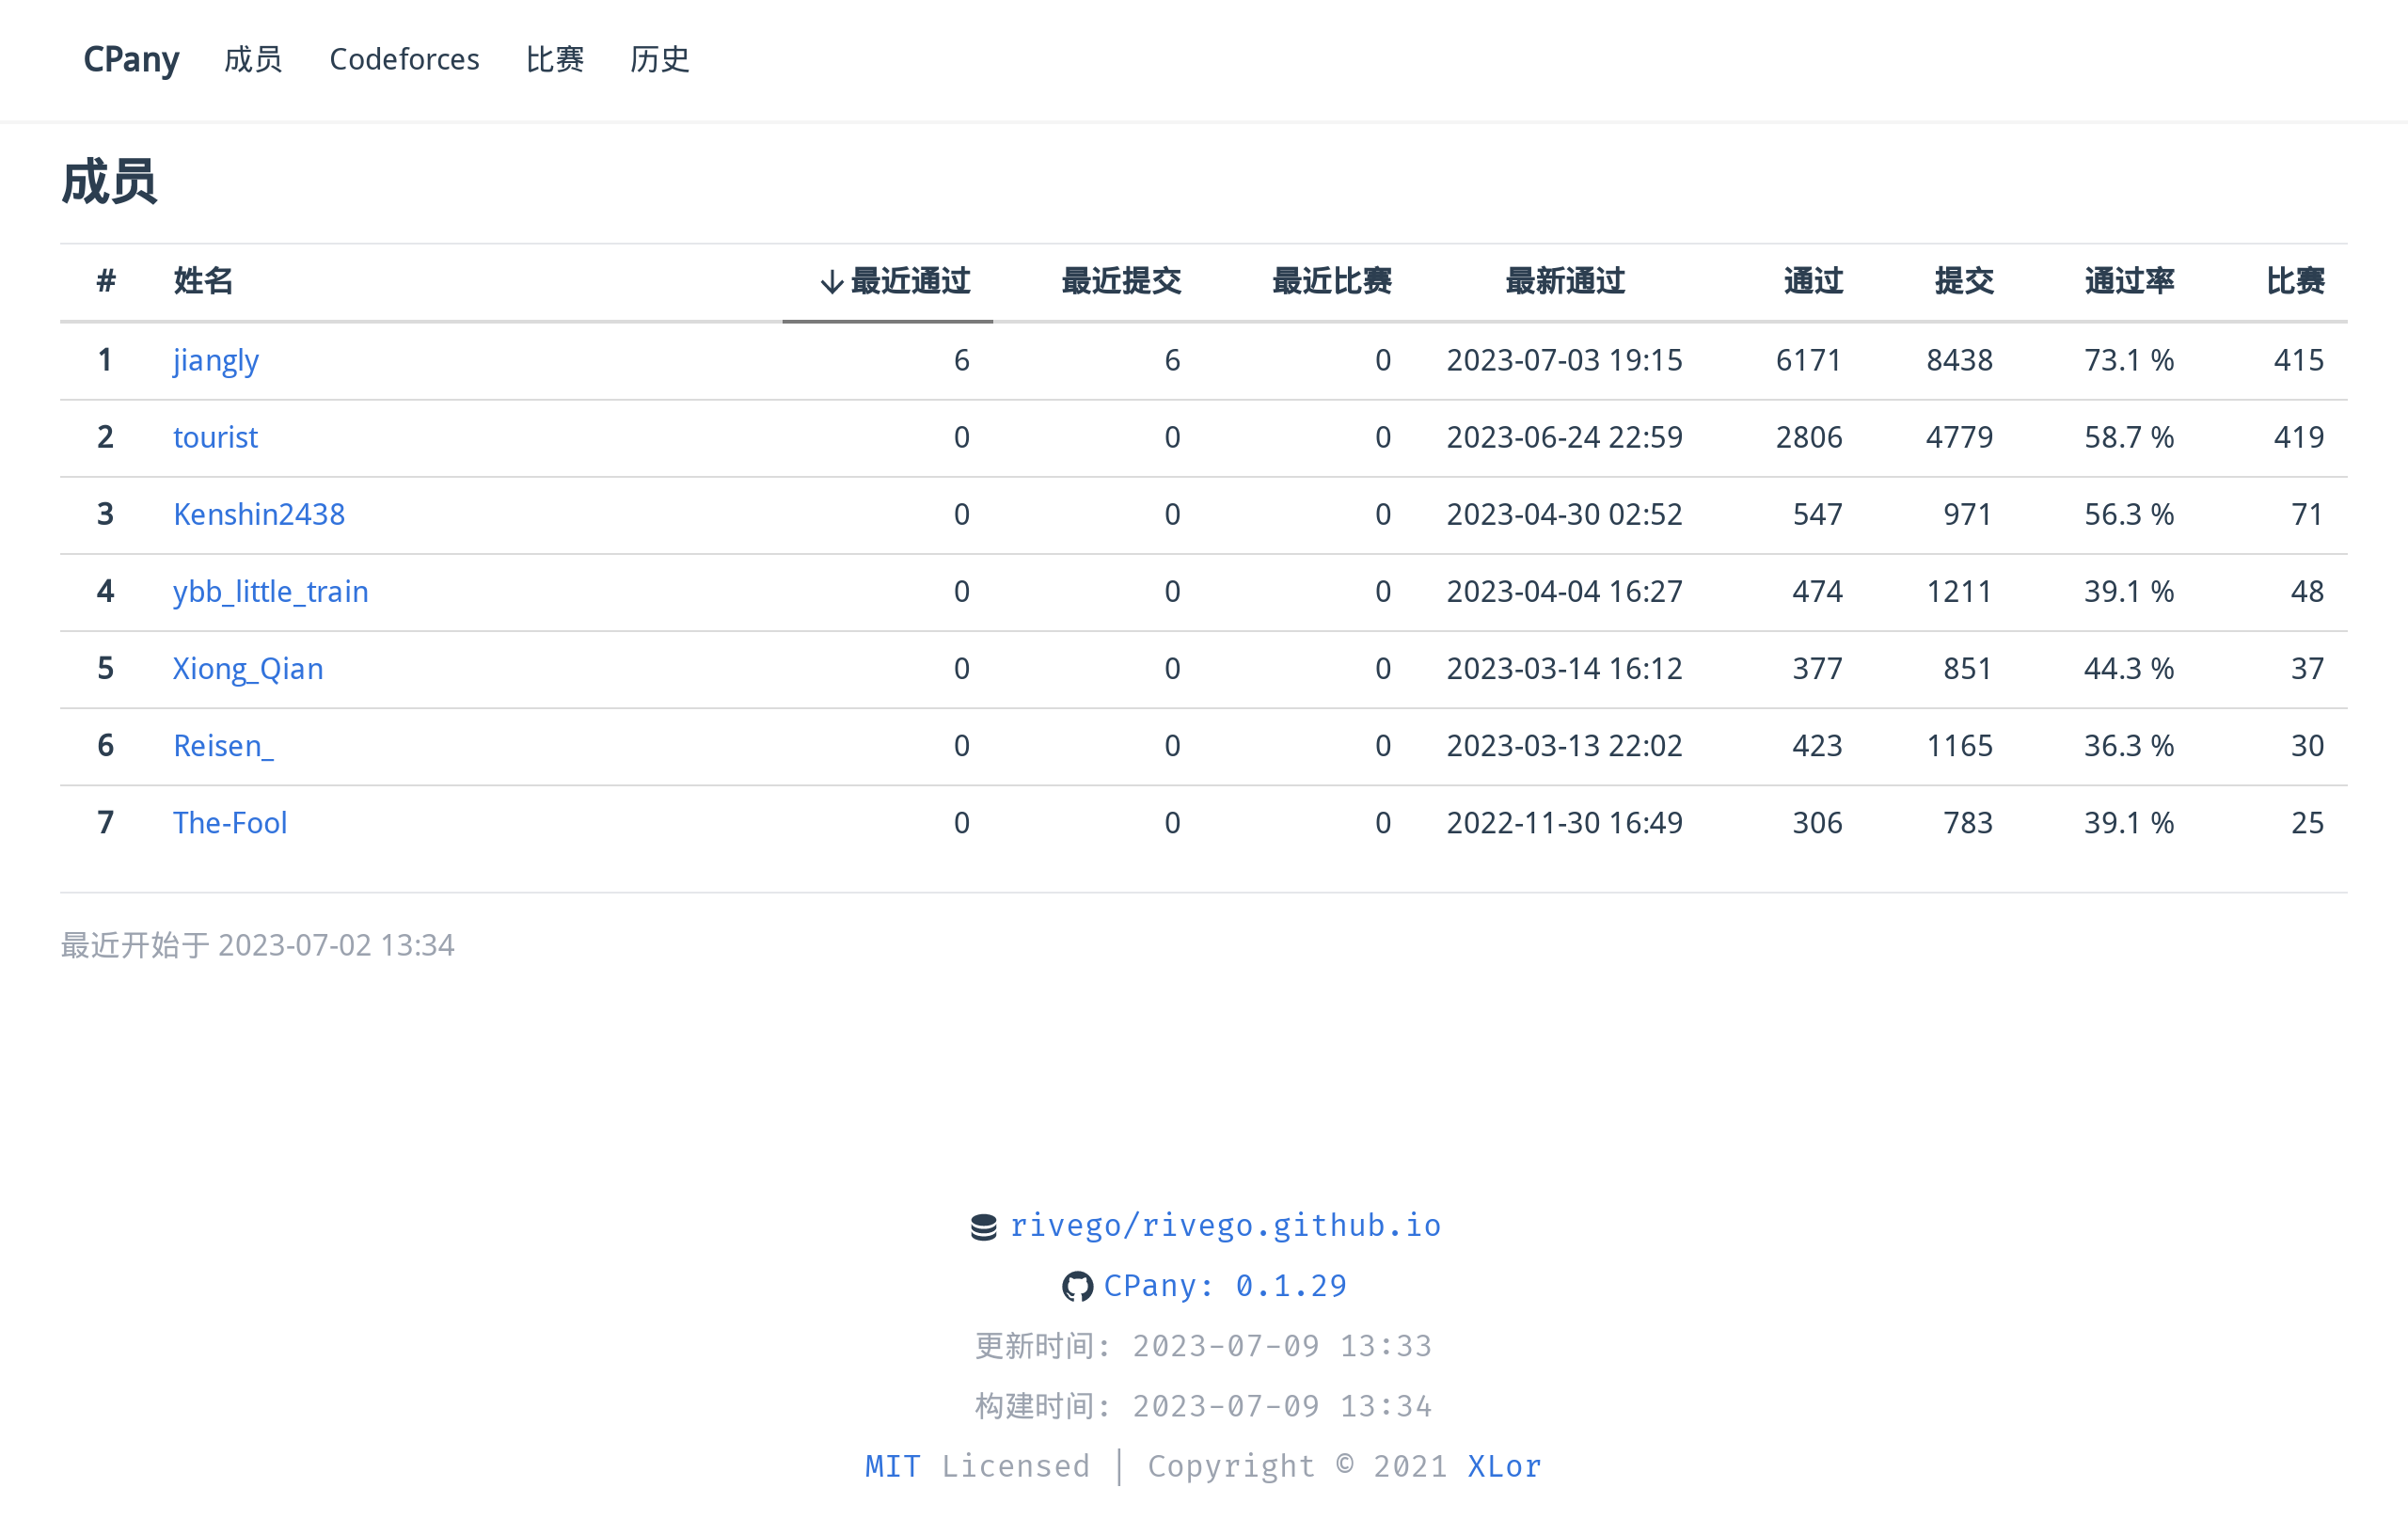 CPany 成员 Codeforces 比赛 历史
成员
# 姓名 ↓最近通过 最近提交 最近比赛 最新通过 通过 提交 通过率 比赛
1 jiangly 6 6 0 2023-07-03 19:15 6171 8438 73.1 % 415
2 tourist 0 0 0 2023-06-24 22:59 2806 4779 58.7 % 419
3 Kenshin2438 0 0 0 2023-04-30 02:52 547 971 56.3 % 71
4 ybb_little_train 0 0 0 2023-04-04 16:27 474 1211 39.1 % 48
5 Xiong_Qian 0 0 0 2023-03-14 16:12 377 851 44.3 % 37
6 Reisen_ 0 0 0 2023-03-13 22:02 423 1165 36.3 % 30
7 The-Fool 0 0 0 2022-11-30 16:49 306 783 39.1 % 25
最近开始于 2023-07-02 13:34
rivego/rivego.github.io
CPany: 0.1.29
更新时间: 2023-07-09 13:33
构建时间: 2023-07-09 13:34
MIT Licensed | Copyright © 2021 XLor